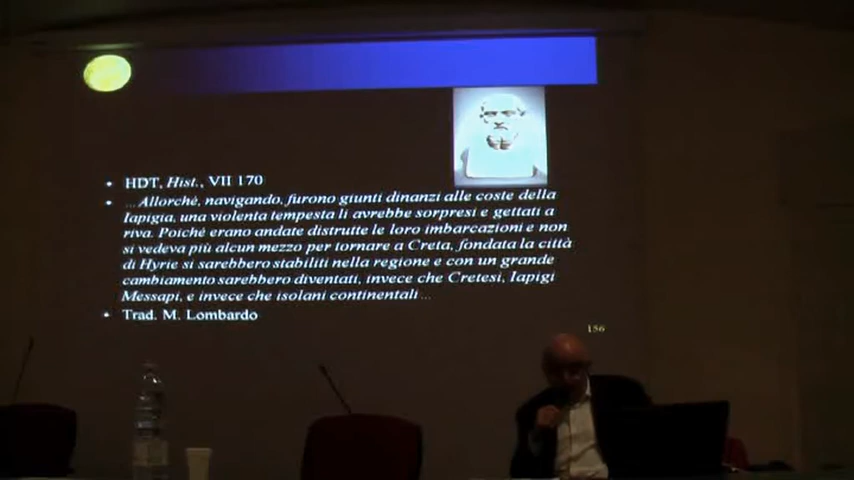 • HDT, Hist., VII 170
• …Allorché, navigando, furono giunti dinanzi alle coste della
Iapigia, una violenta tempesta li avrebbe sorpresi e gettati a
riva. Poiché erano andate distrutte le loro imbarcazioni e non
si vedeva più alcun mezzo per tornare a Creta, fondata la città
di Hyrie si sarebbero stabiliti nella regione e con un grande
cambiamento sarebbero diventati, invece che Cretesi, Iapigi
Messapi, e invece che isolani continentali…
• Trad. M. Lombardo
156